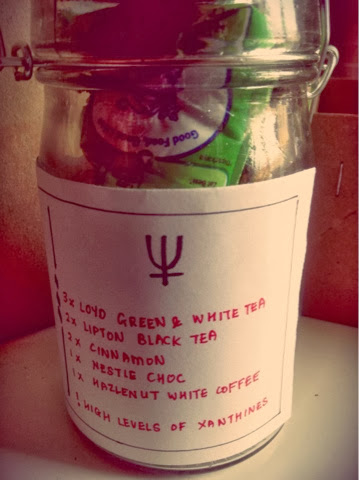 Good Food,
3x LOYD GREEN & WHITE TEA
2x LIPTON BLACK TEA
2x CINNAMON
1x NESTLE CHOC
1x HAZLENUT WHITE COFFEE
! HIGH LEVELS OF XANTHINES